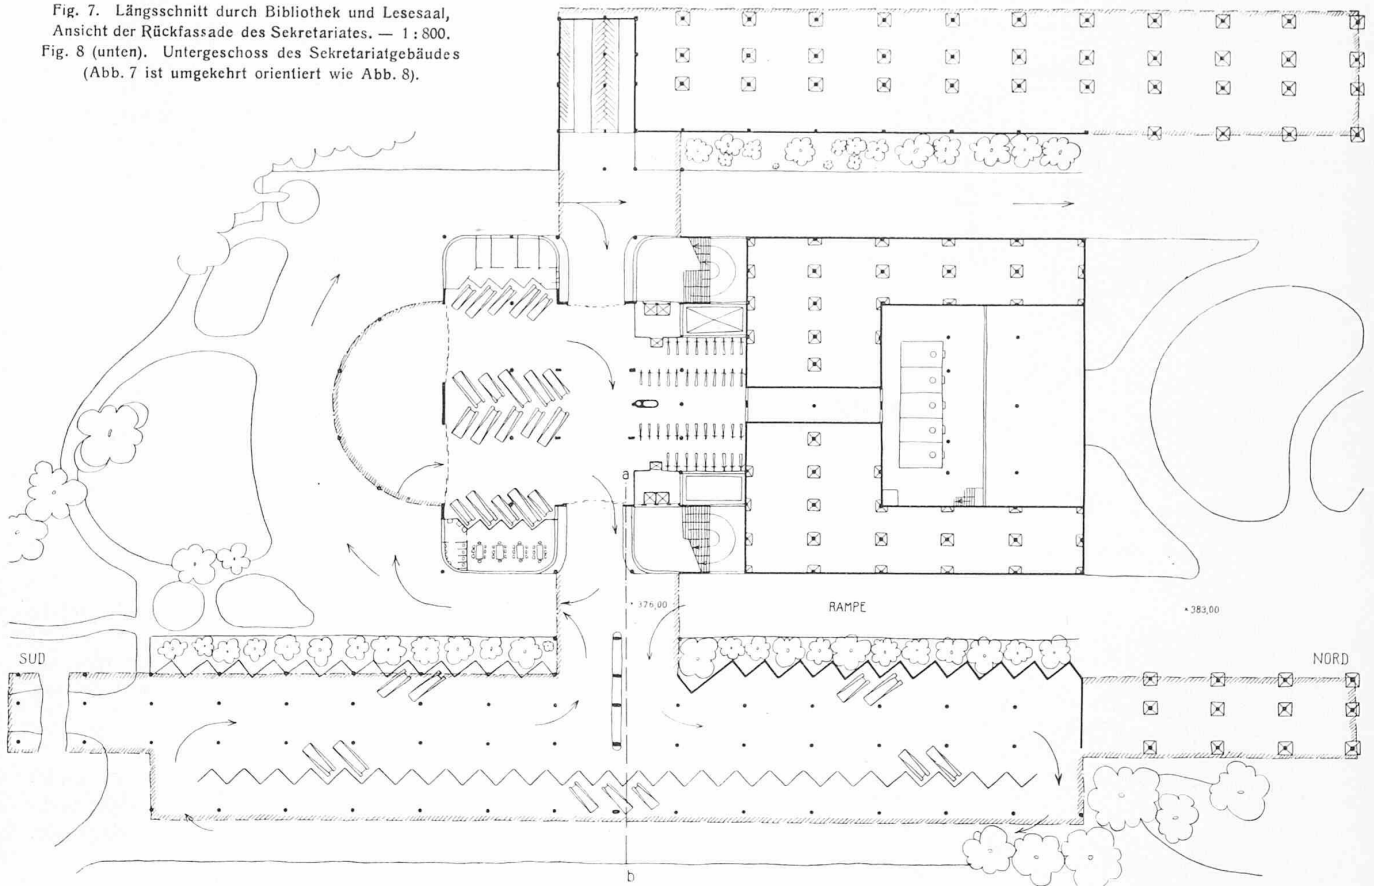 Fig. 7. Längsschnitt durch Bibliothek und Lesesaal,
Ansicht der Rückfassade des Sekretariates. — 1 : 800.
Fig. 8 (unten). Untergeschoss des Sekretariatgebäudes
(Abb. 7 ist umgekehrt orientiert wie Abb. 8).
a
376,00
RAMPE
383,00
SUD
NORD
b